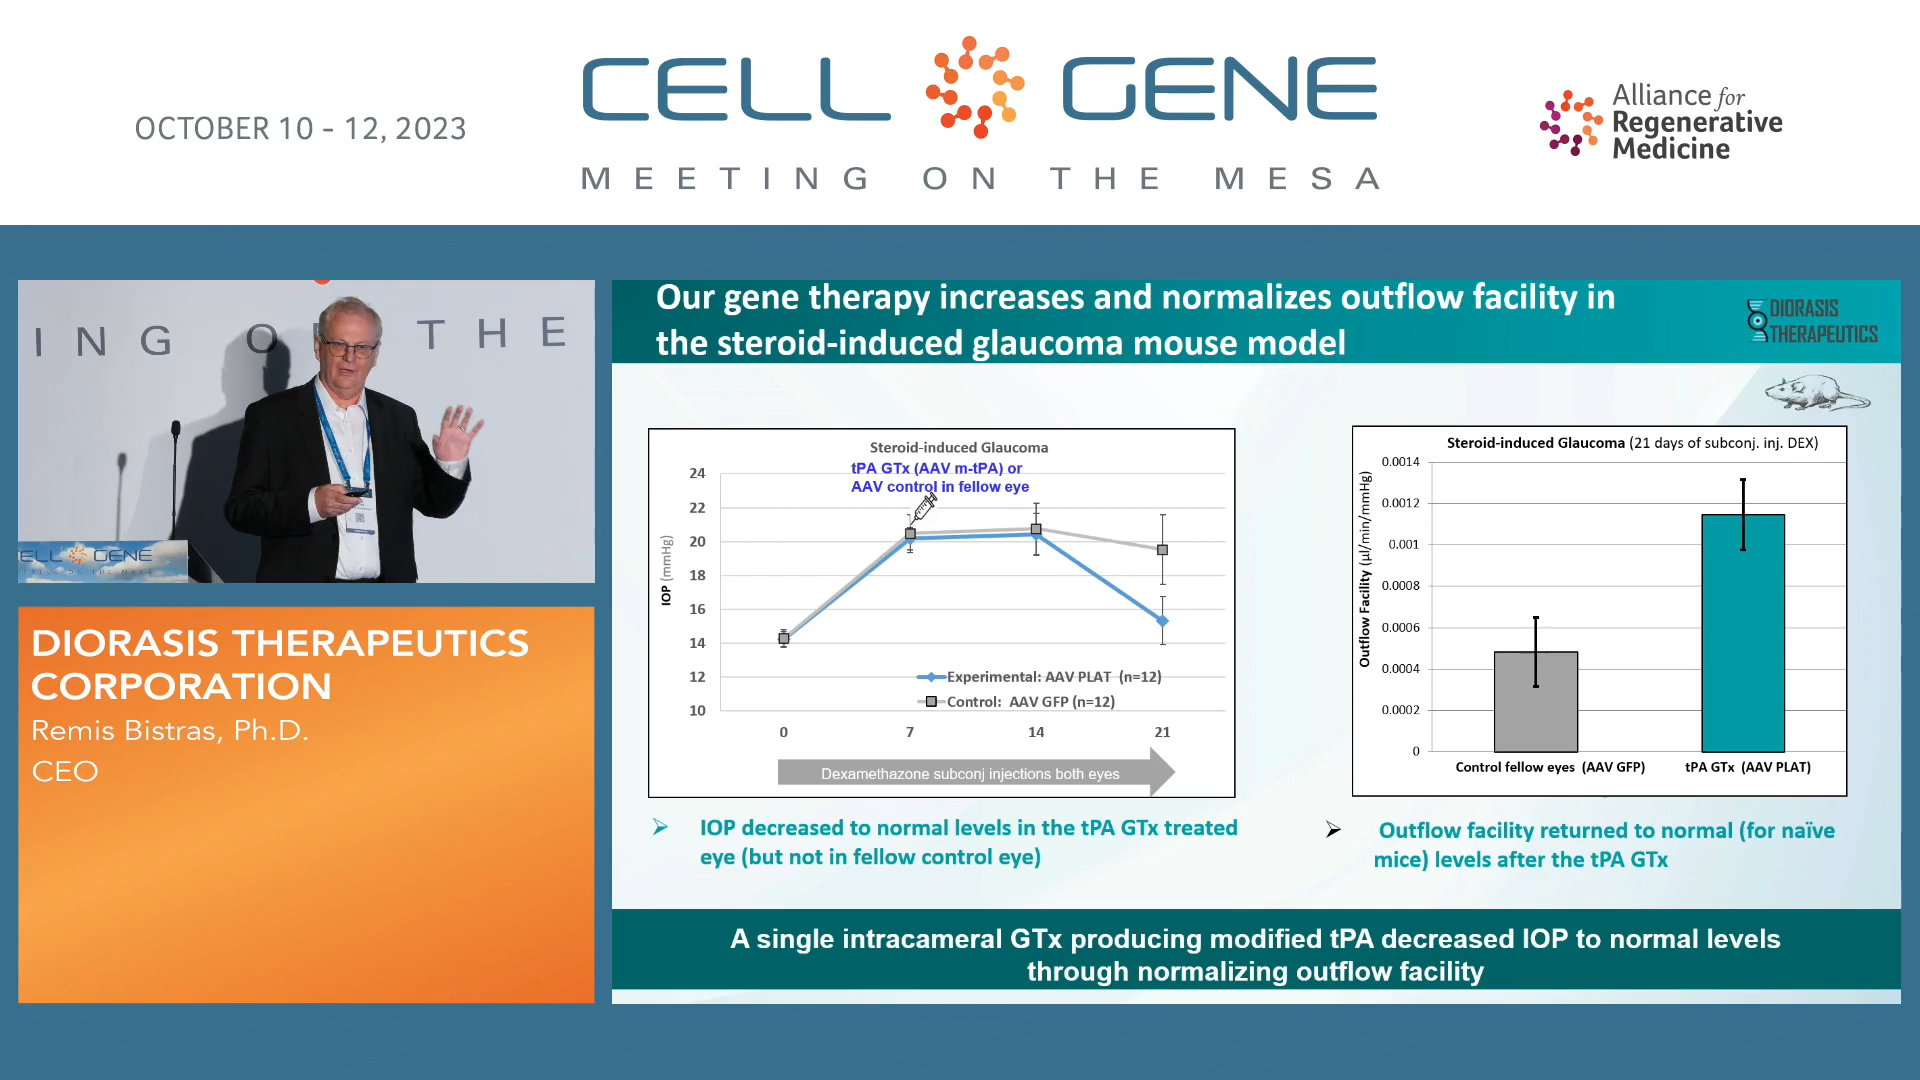 OCTOBER 10 - 12, 2023
CELL GENE
MEETING ON THE MESA
Alliance for
Regenerative
Medicine
ING ON THE
CELL GENE
DIORASIS THERAPEUTICS
CORPORATION
Remis Bistras, Ph.D.
CEO
Our gene therapy increases and normalizes outflow facility in
the steroid-induced glaucoma mouse model
DIORASIS
THERAPEUTICS
Steroid-induced Glaucoma
tPA GTx (AAV m-tPA) or
AAV control in fellow eye
IOP (mmHg)
24
22
20
18
16
14
12
10
Experimental: AAV PLAT (n=12)
Control: AAV GFP (n=12)
0 7 14 21
Dexamethazone subconj injections both eyes
Steroid-induced Glaucoma (21 days of subconj. inj. DEX)
Outflow Facility (µl/min/mmHg)
0.0014
0.0012
0.001
0.0008
0.0006
0.0004
0.0002
0
Control fellow eyes (AAV GFP) tPA GTx (AAV PLAT)
➢ IOP decreased to normal levels in the tPA GTx treated
eye (but not in fellow control eye)
➢ Outflow facility returned to normal (for naïve
mice) levels after the tPA GTx
A single intracameral GTx producing modified tPA decreased IOP to normal levels
through normalizing outflow facility